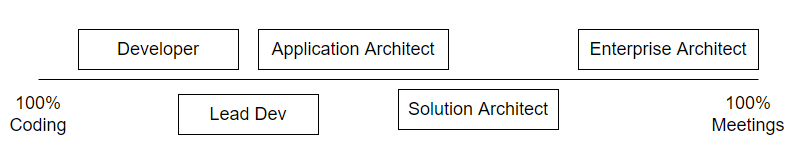 Developer
Application Architect
Enterprise Architect
100%
Coding
Lead Dev
Solution Architect
100%
Meetings